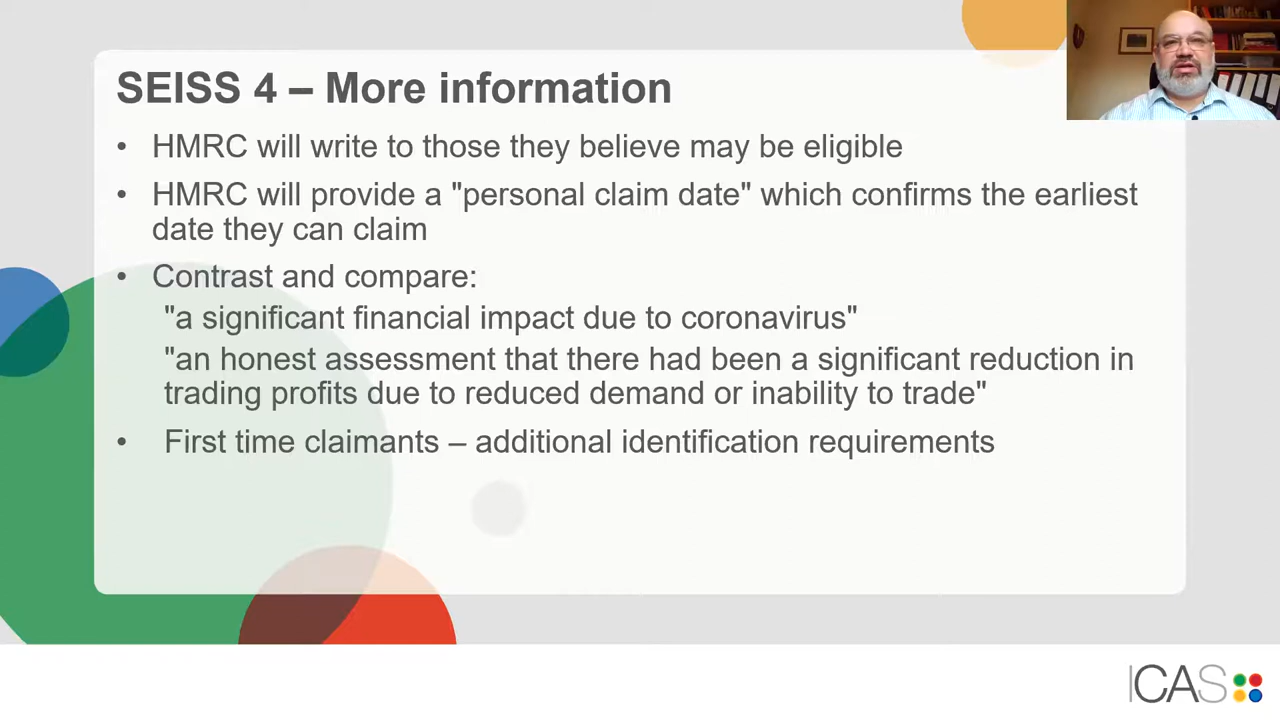 SEISS 4 – More information
• HMRC will write to those they believe may be eligible
• HMRC will provide a "personal claim date" which confirms the earliest
date they can claim
• Contrast and compare:
"a significant financial impact due to coronavirus"
"an honest assessment that there had been a significant reduction in
trading profits due to reduced demand or inability to trade"
• First time claimants – additional identification requirements
ICAS